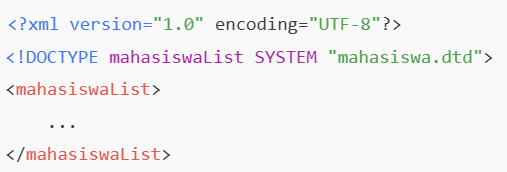 <?xml version="1.0" encoding="UTF-8"?>
<!DOCTYPE mahasiswaList SYSTEM "mahasiswa.dtd">
<mahasiswaList>
    ...
</mahasiswaList>